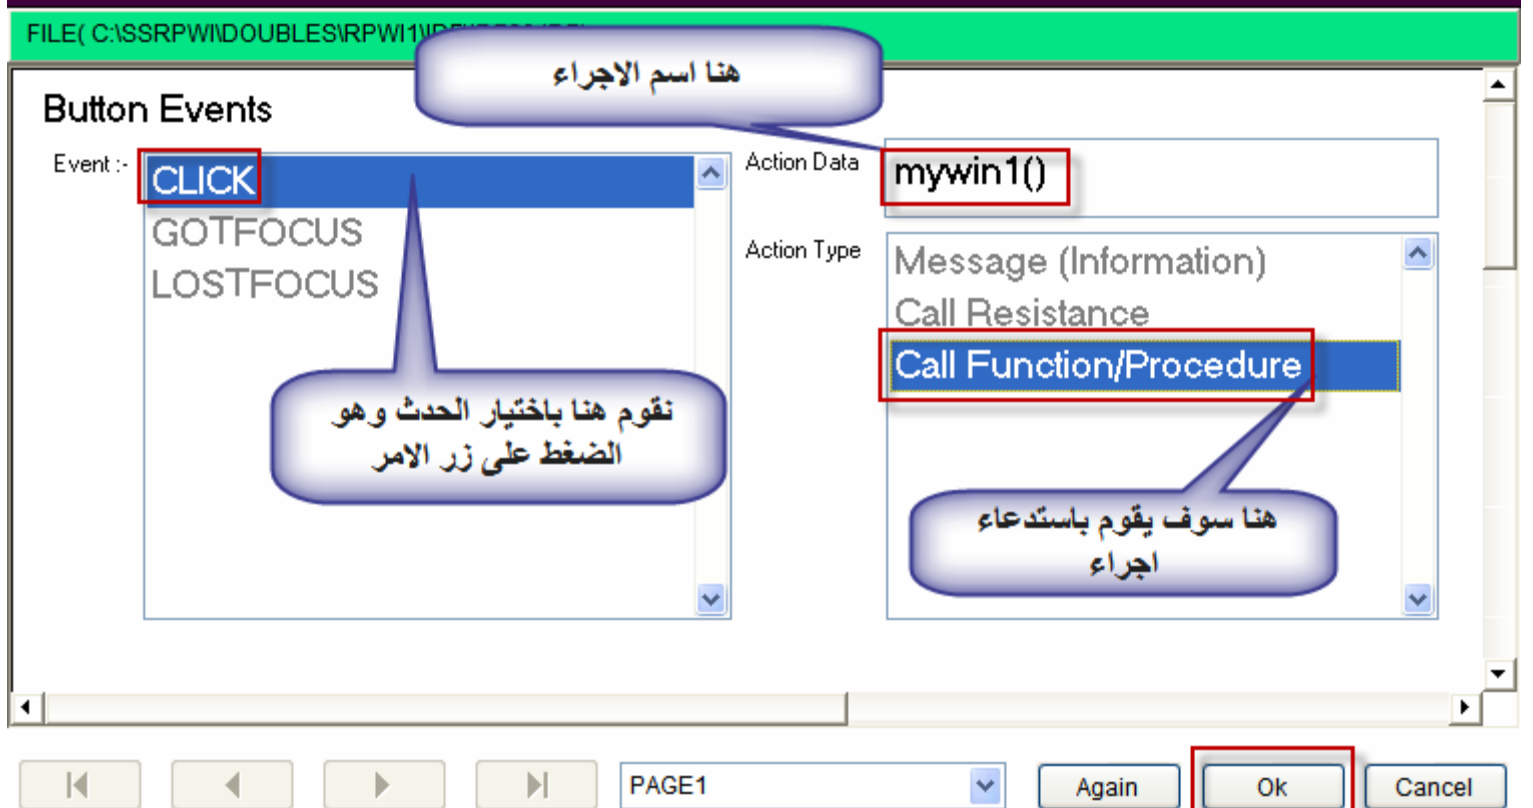 FILE( C:\SSRPWI\DOUBLES\RPWI1\
هنا اسم الاجراء
Button Events
Event :-
CLICK
GOTFOCUS
LOSTFOCUS
Action Data
mywin1()
Action Type
Message (Information)
Call Resistance
Call Function/Procedure
نقوم هنا باختيار الحدث وهو
الضغط على زر الامر
هنا سوف يقوم باستدعاء
اجراء
PAGE1
Again
Ok
Cancel